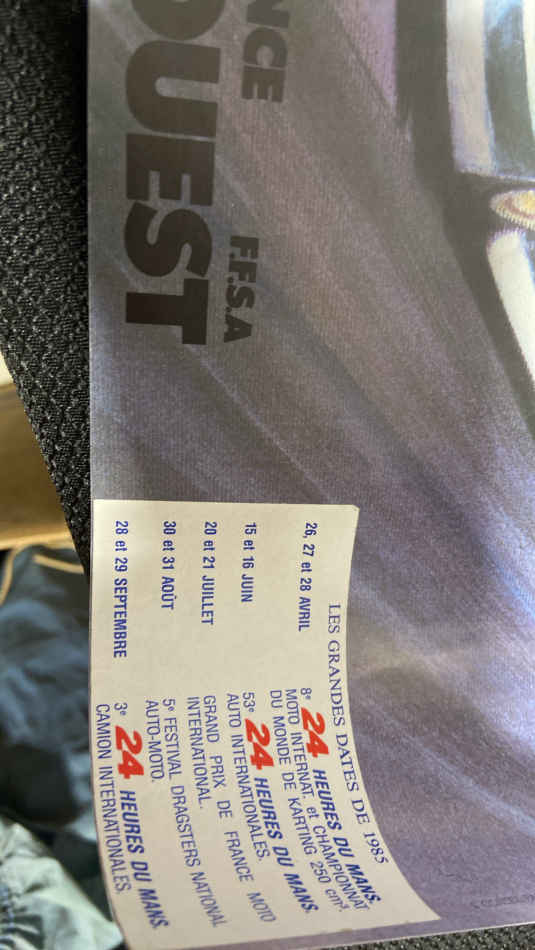 NCE
OUEST
F.F.S.A
LES GRANDES DATES DE 1985
26, 27 et 28 AVRIL 8e 24 HEURES DU MANS
MOTO INTERNAT. et CHAMPIONNAT
DU MONDE DE KARTING 250 cm³.
15 et 16 JUIN 53e 24 HEURES DU MANS
AUTO INTERNATIONALES.
20 et 21 JUILLET GRAND PRIX DE FRANCE MOTO
INTERNATIONAL.
30 et 31 AOÛT 5e FESTIVAL DRAGSTERS NATIONAL
AUTO-MOTO.
28 et 29 SEPTEMBRE 3e 24 HEURES DU MANS
CAMION INTERNATIONALES.